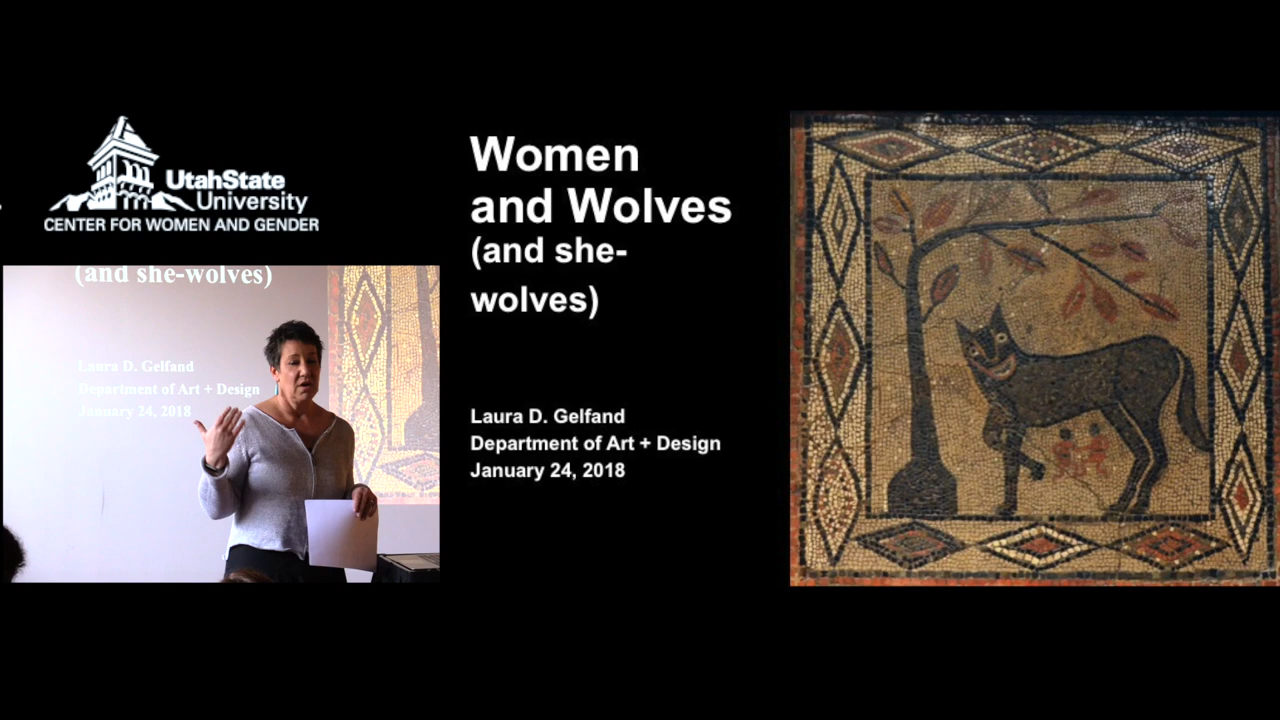 UtahState
University
CENTER FOR WOMEN AND GENDER
Women
and Wolves
(and she-
wolves)
Laura D. Gelfand
Department of Art + Design
January 24, 2018
(and she-wolves)
Laura D. Gelfand
Department of Art + Design
January 24, 2018